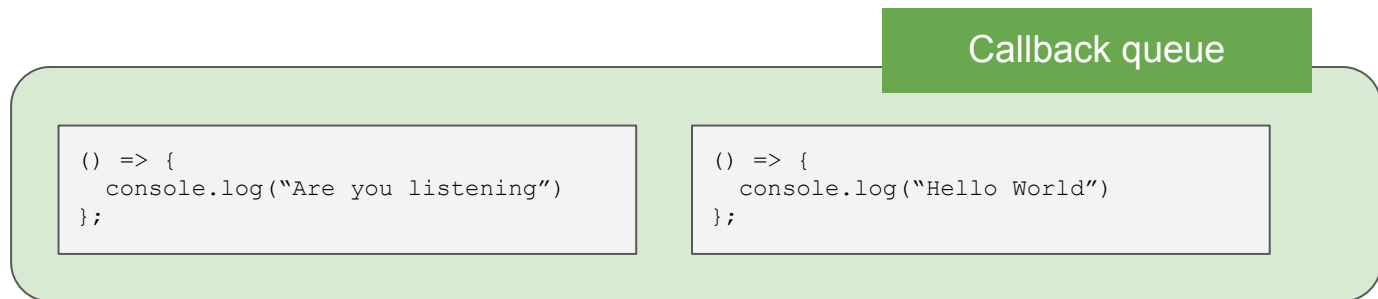 Callback queue
() => {
  console.log(“Are you listening”)
};
() => {
  console.log(“Hello World”)
};